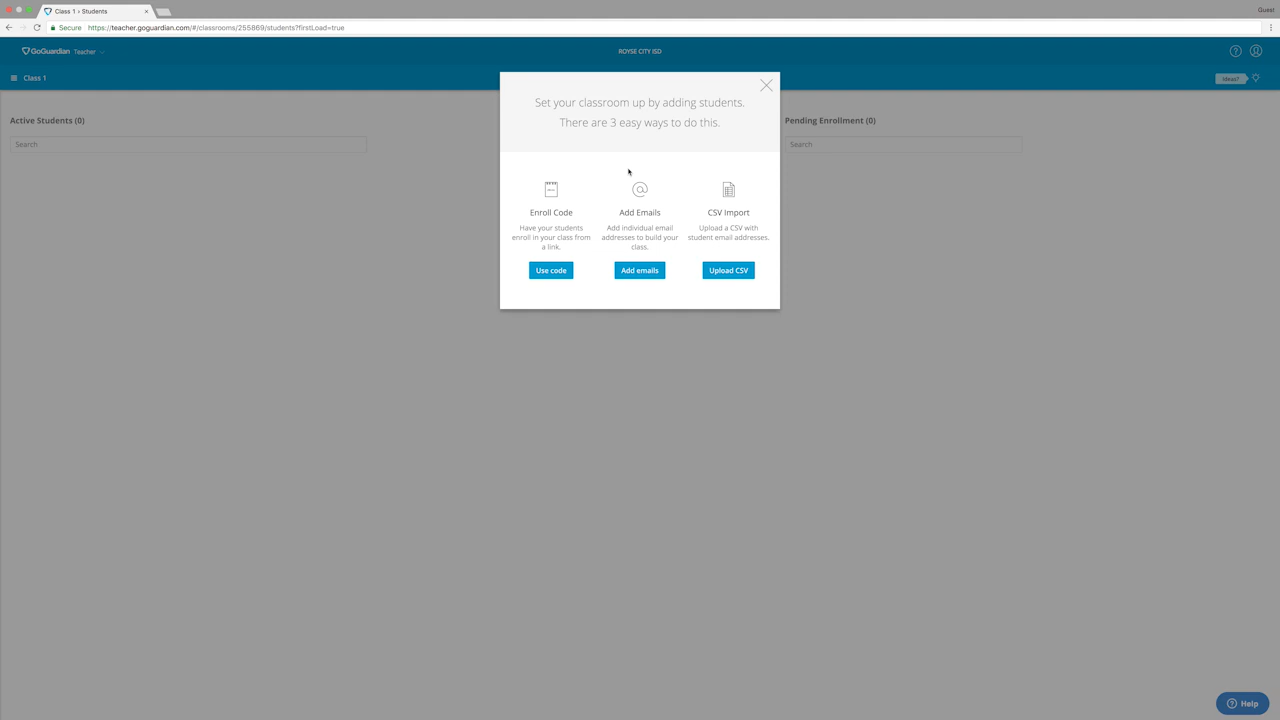 Class 1 › Students
Guest
Secure https://teacher.goguardian.com/#/classrooms/255869/students?firstLoad=true
GoGuardian Teacher
ROYSE CITY ISD
Class 1
Ideas?
Active Students (0)
Search
Pending Enrollment (0)
Search
Set your classroom up by adding students.
There are 3 easy ways to do this.
Enroll Code
Have your students
enroll in your class from
a link.
Use code
Add Emails
Add individual email
addresses to build your
class.
Add emails
CSV Import
Upload a CSV with
student email addresses.
Upload CSV
Help